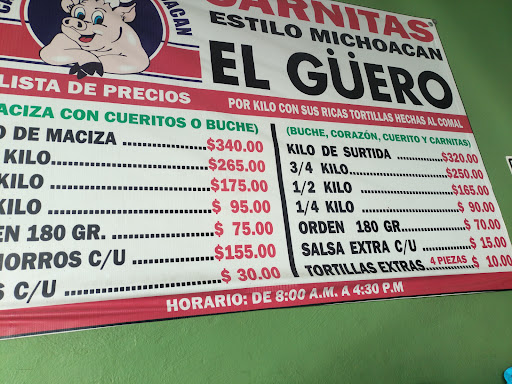 MICHOACAN
CARNITAS
ESTILO MICHOACAN
EL GÜERO
LISTA DE PRECIOS
POR KILO CON SUS RICAS TORTILLAS HECHAS AL COMAL
MACIZA CON CUERITOS O BUCHE)
DE MACIZA $340.00
KILO $265.00
KILO $175.00
KILO $ 95.00
EN 180 GR. $ 75.00
HORROS C/U $155.00
S C/U $ 30.00
(BUCHE, CORAZÓN, CUERITO Y CARNITAS)
KILO DE SURTIDA $320.00
3/4 KILO $250.00
1/2 KILO $165.00
1/4 KILO $ 90.00
ORDEN 180 GR. $ 70.00
SALSA EXTRA C/U $ 15.00
TORTILLAS EXTRAS 4 PIEZAS $ 10.00
HORARIO: DE 8:00 A.M. A 4:30 P.M